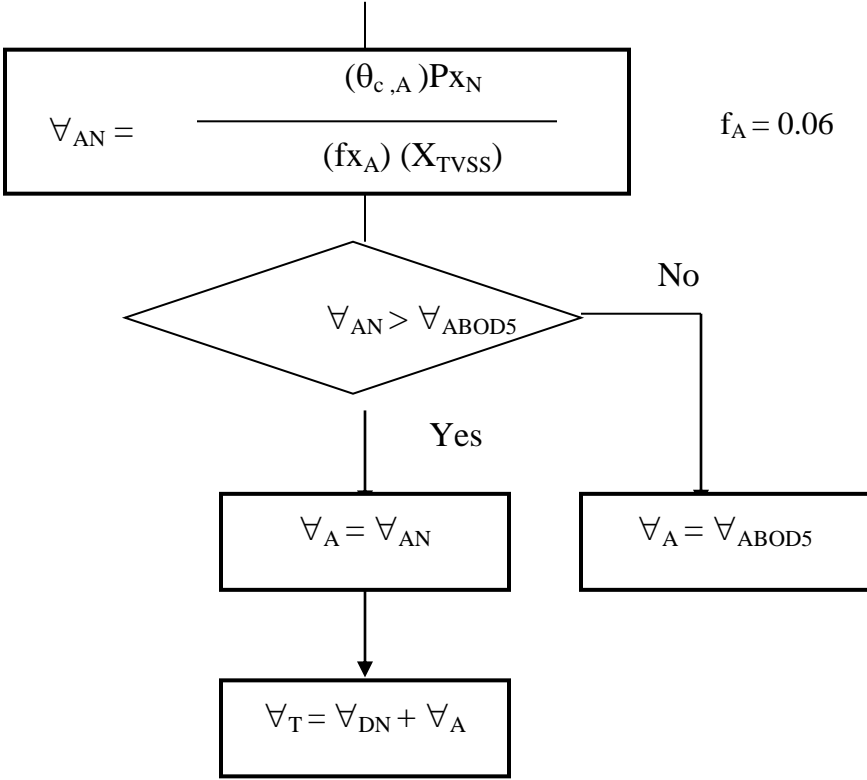 (θc ,A )PxN
∀AN =
(fxA) (XTVSS)
fA = 0.06
∀AN > ∀ABOD5
No
Yes
∀A = ∀AN
∀A = ∀ABOD5
∀T = ∀DN + ∀A